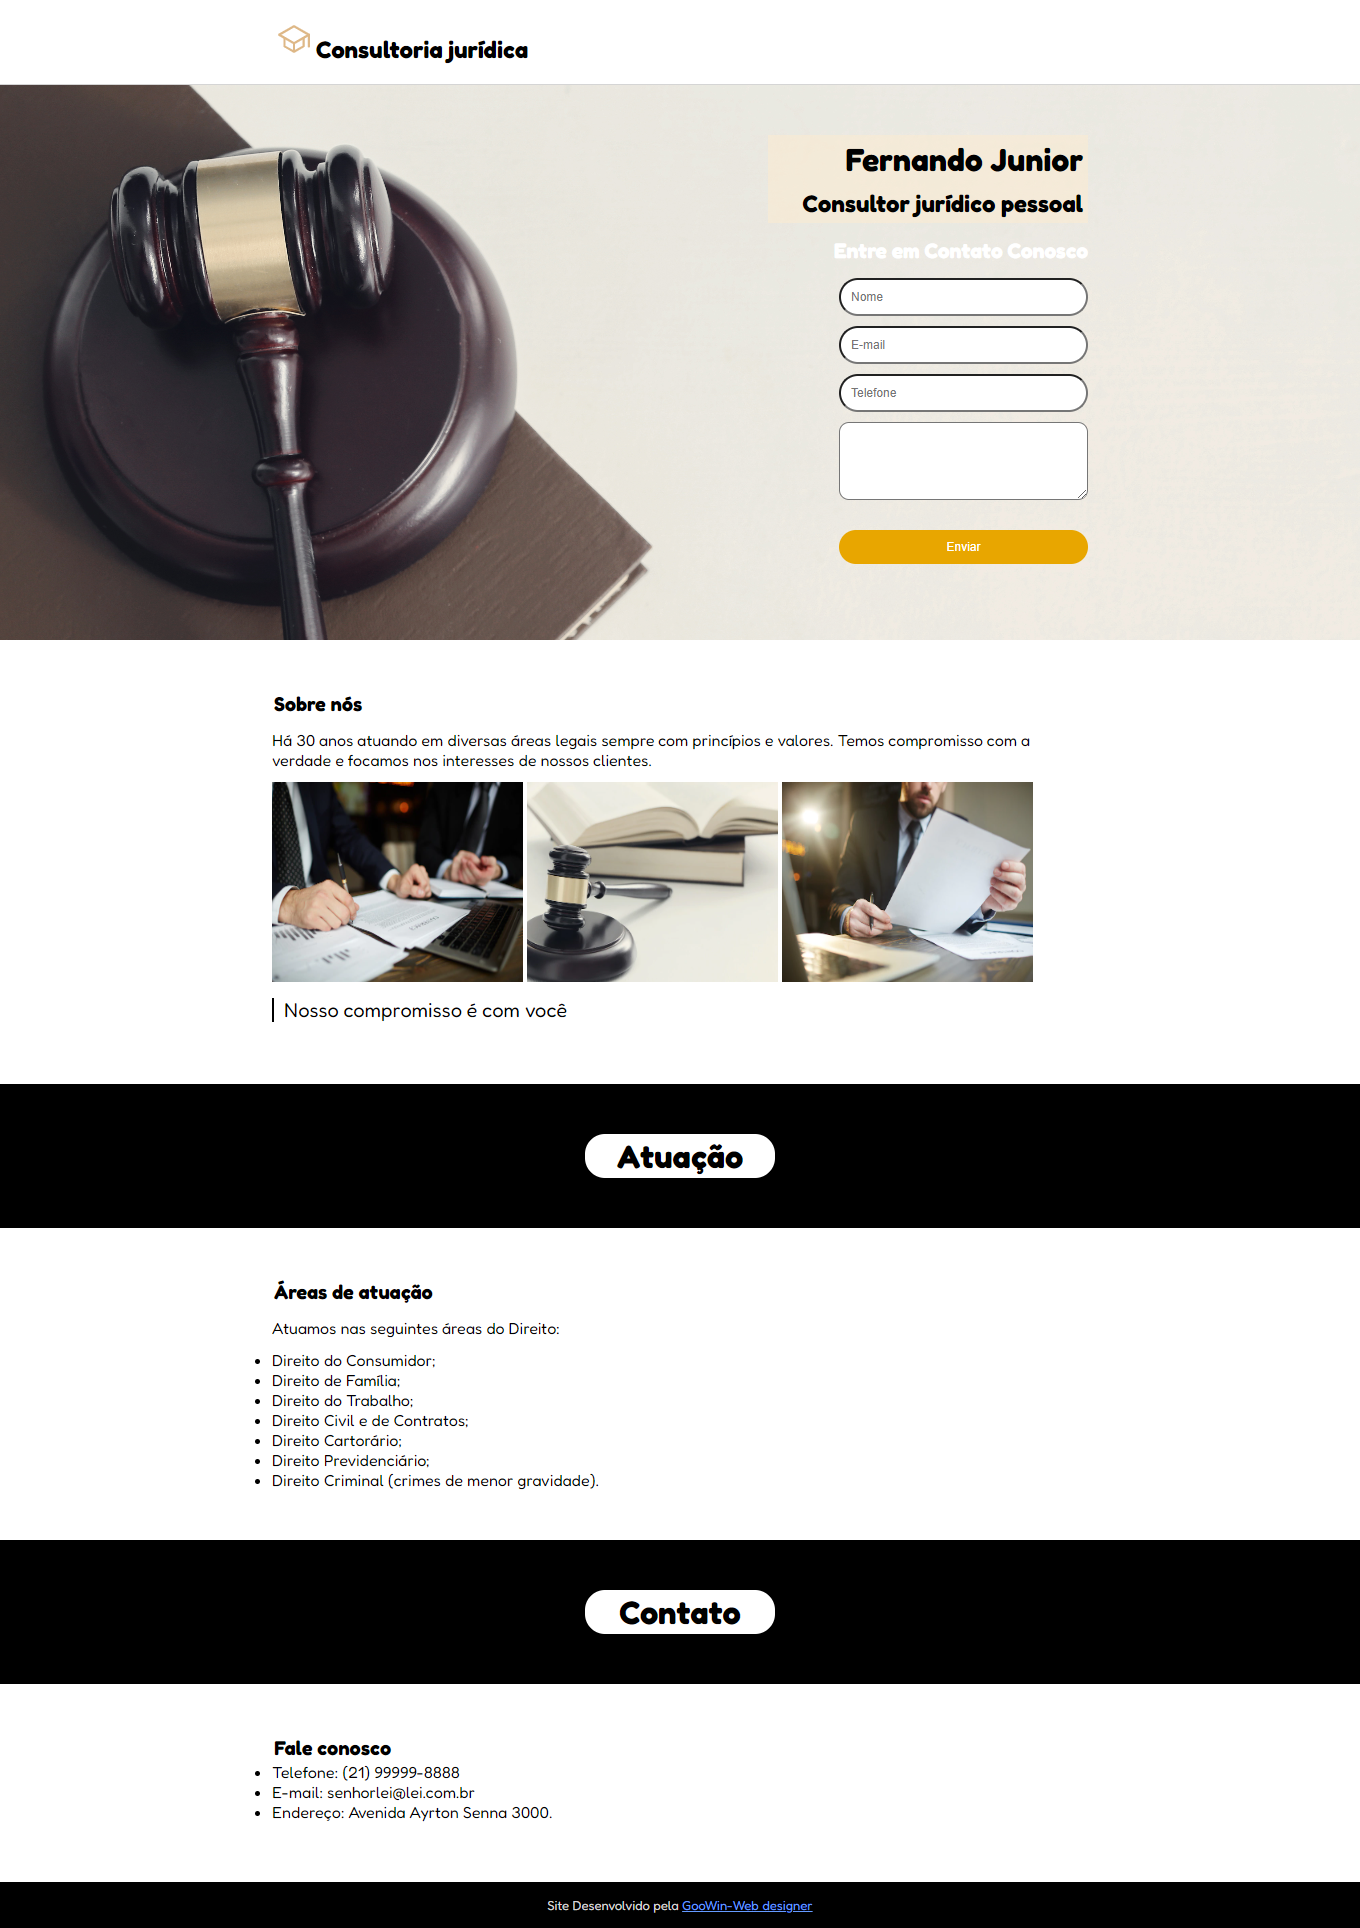 Consultoria jurídica
Fernando Junior
Consultor jurídico pessoal
Entre em Contato Conosco
Nome
E-mail
Telefone
Enviar
Sobre nós
Há 30 anos atuando em diversas áreas legais sempre com princípios e valores. Temos compromisso com a
verdade e focamos nos interesses de nossos clientes.
Nosso compromisso é com você
Atuação
Áreas de atuação
Atuamos nas seguintes áreas do Direito:
• Direito do Consumidor;
• Direito de Família;
• Direito do Trabalho;
• Direito Civil e de Contratos;
• Direito Cartorário;
• Direito Previdenciário;
• Direito Criminal (crimes de menor gravidade).
Contato
Fale conosco
• Telefone: (21) 99999-8888
• E-mail: senhorlei@lei.com.br
• Endereço: Avenida Ayrton Senna 3000.
Site Desenvolvido pela GooWin-Web designer